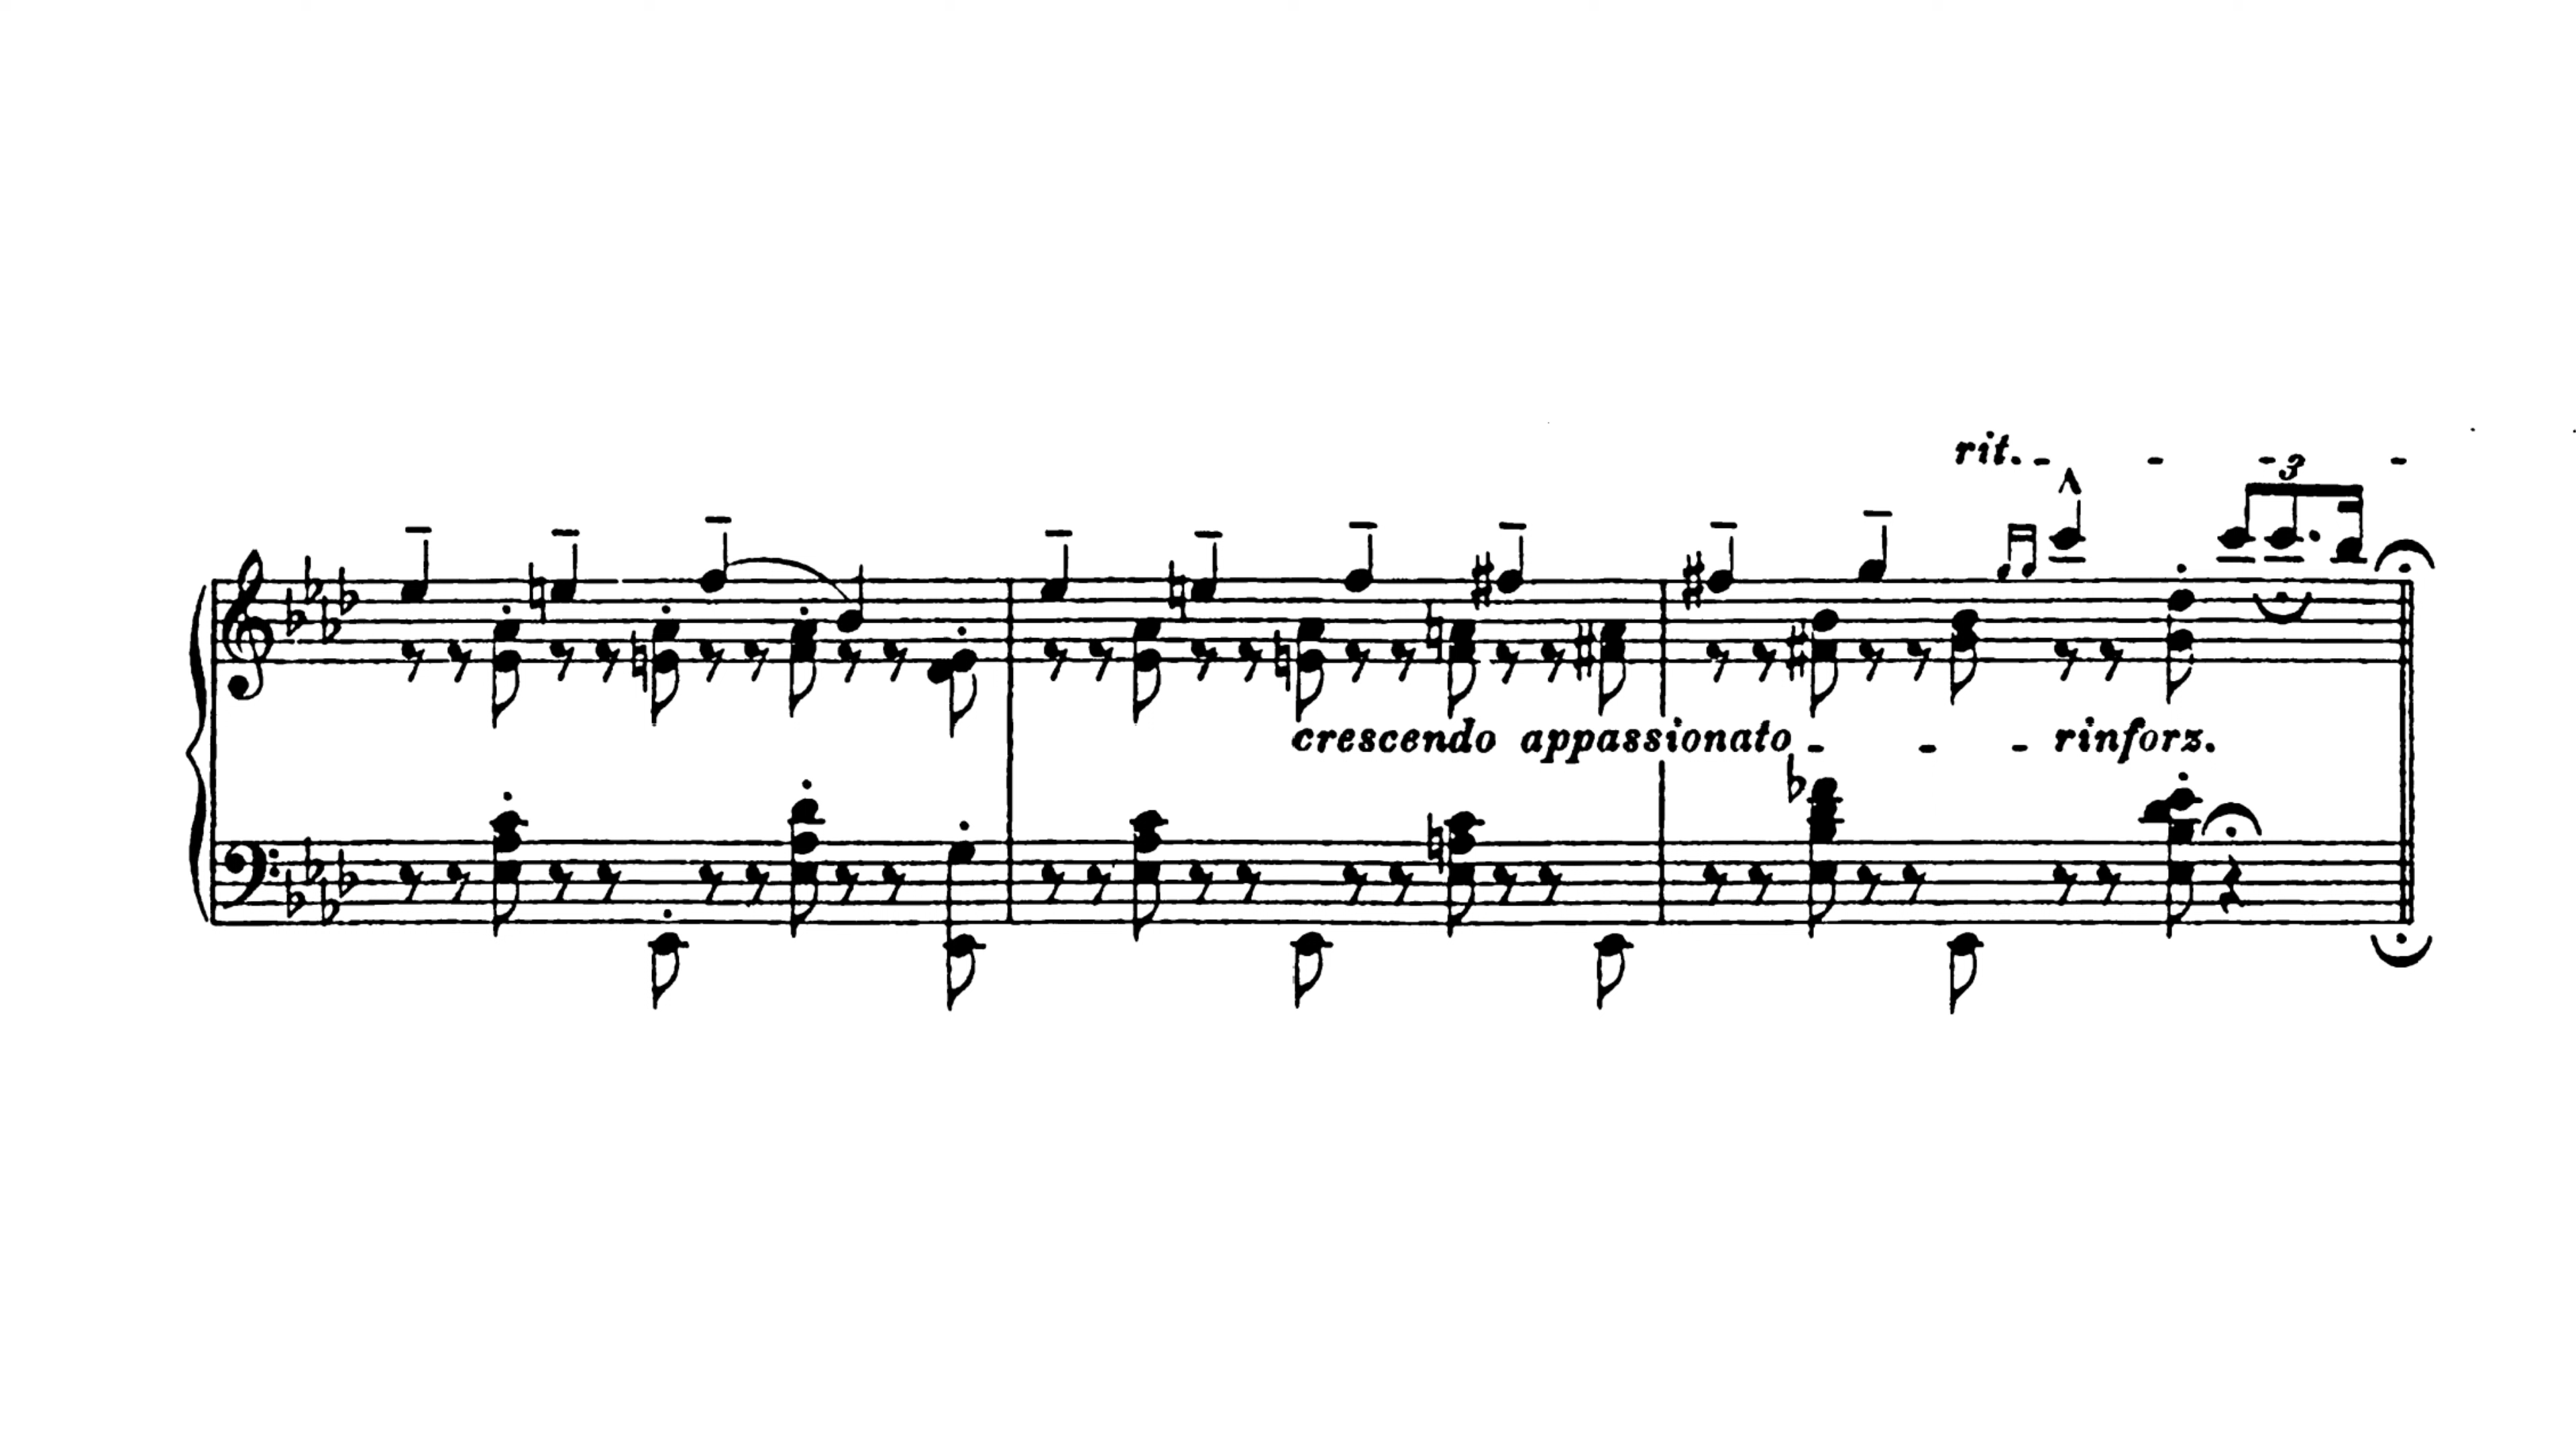 rit. - - - 3 -
crescendo appassionato - - - rinforz.